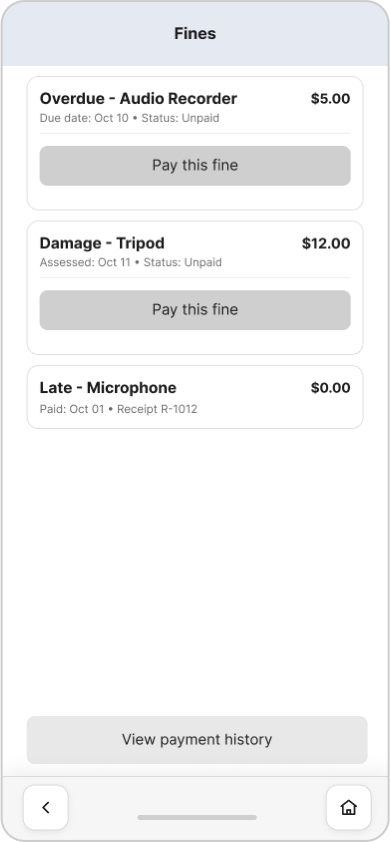 Fines
Overdue - Audio Recorder $5.00
Due date: Oct 10 • Status: Unpaid
Pay this fine
Damage - Tripod $12.00
Assessed: Oct 11 • Status: Unpaid
Pay this fine
Late - Microphone $0.00
Paid: Oct 01 • Receipt R-1012
View payment history